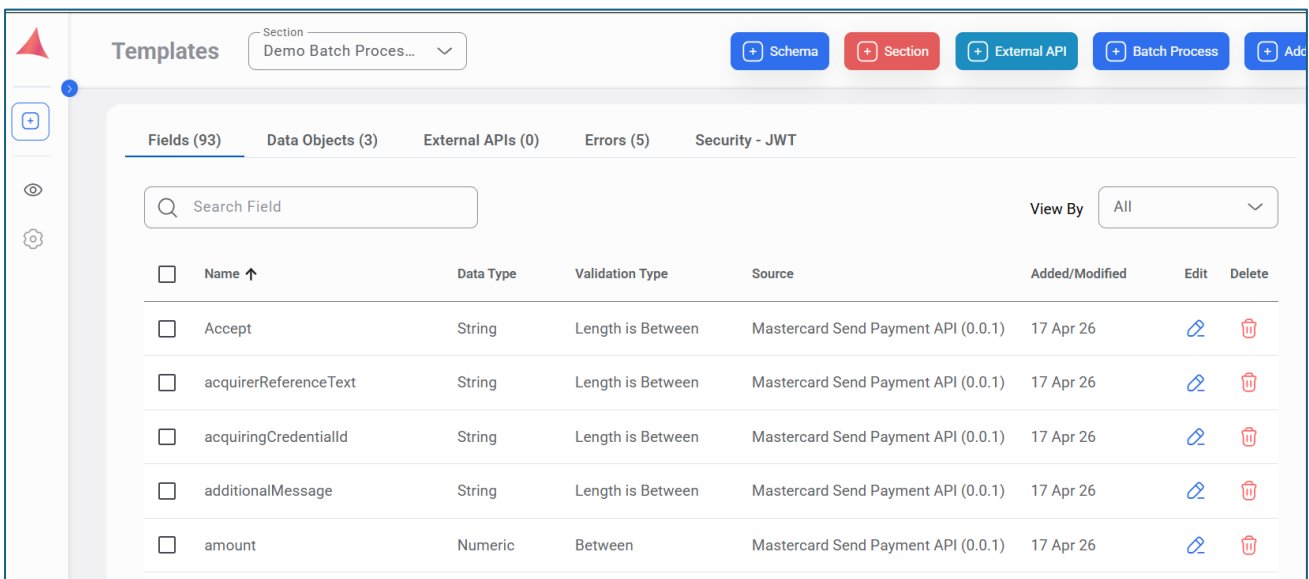 Templates
Section
Demo Batch Proces...
Schema
Section
External API
Batch Process
Add
Fields (93) Data Objects (3) External APIs (0) Errors (5) Security - JWT
Search Field
View By All
Name Data Type Validation Type Source Added/Modified Edit Delete
Accept String Length is Between Mastercard Send Payment API (0.0.1) 17 Apr 26
acquirerReferenceText String Length is Between Mastercard Send Payment API (0.0.1) 17 Apr 26
acquiringCredentialId String Length is Between Mastercard Send Payment API (0.0.1) 17 Apr 26
additionalMessage String Length is Between Mastercard Send Payment API (0.0.1) 17 Apr 26
amount Numeric Between Mastercard Send Payment API (0.0.1) 17 Apr 26